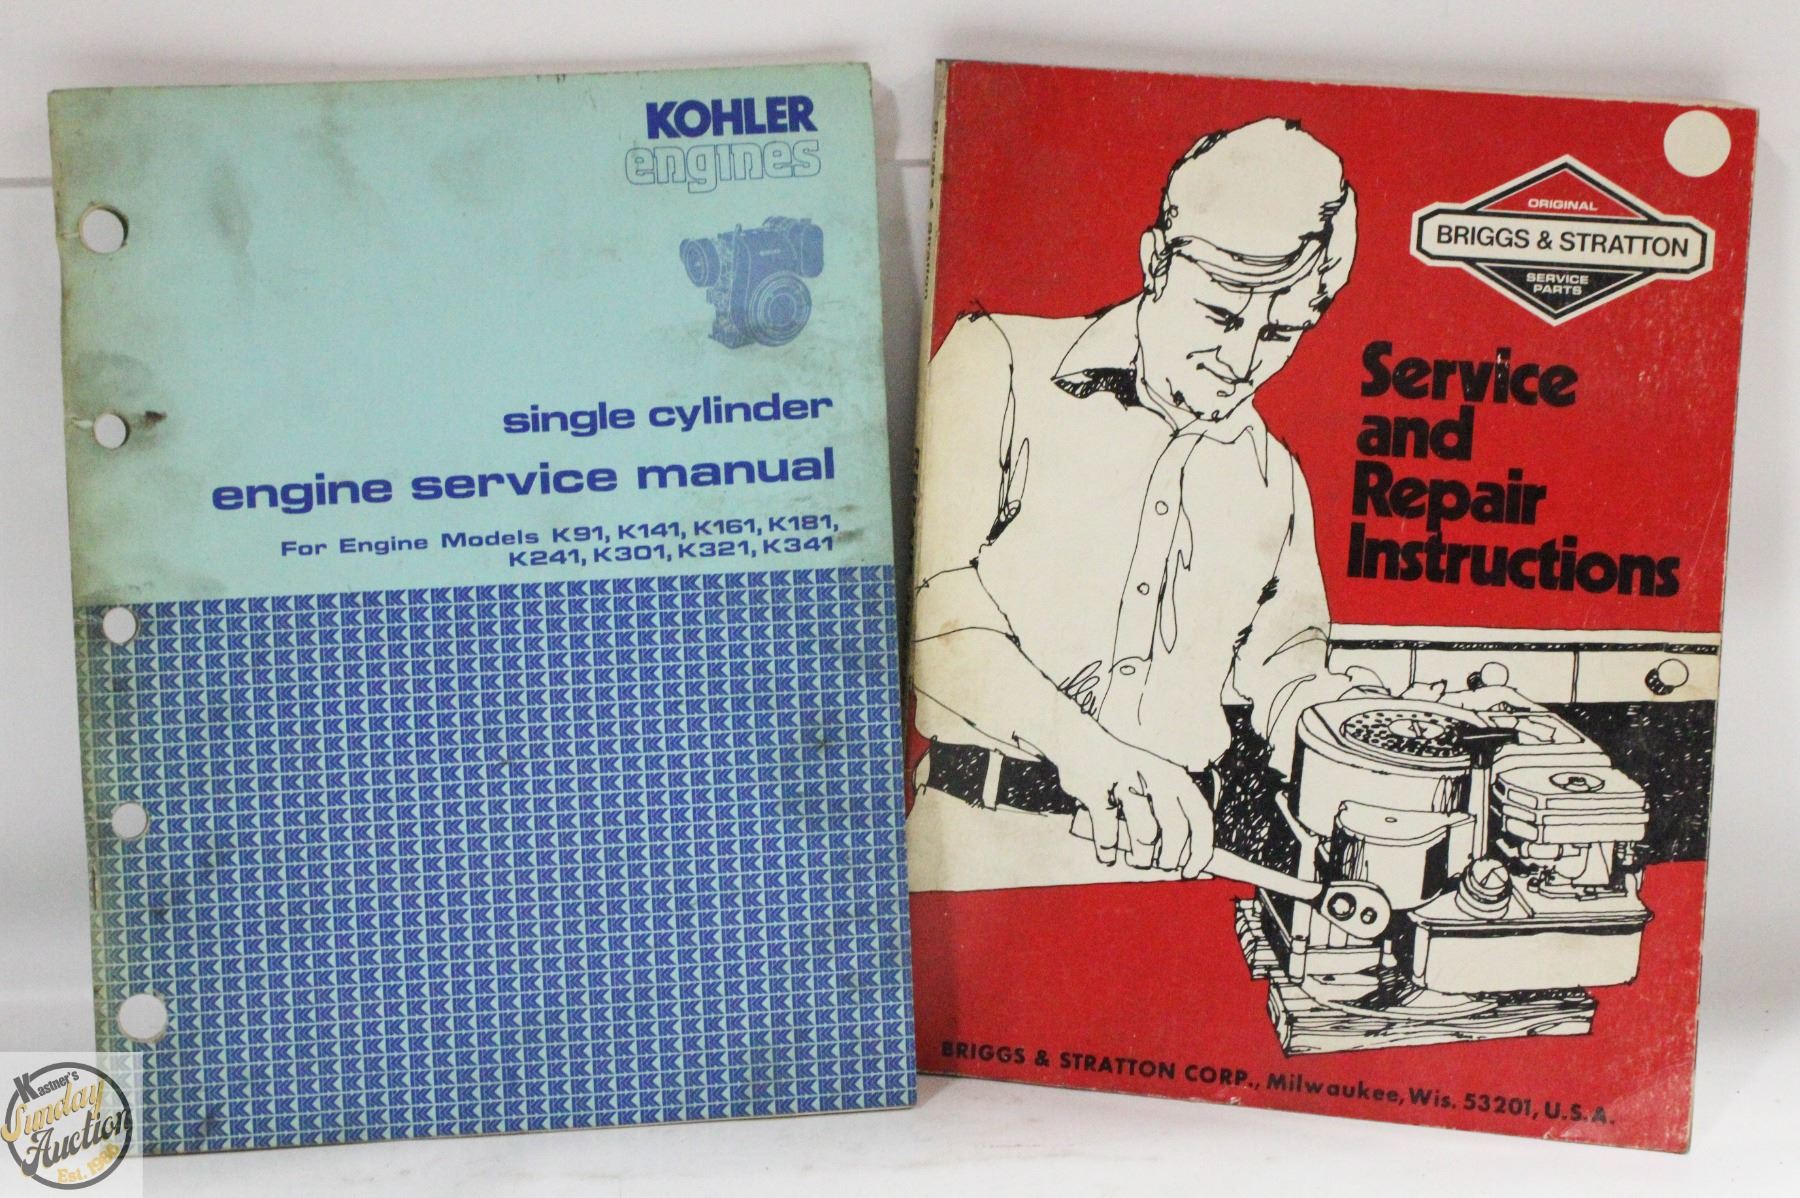 KOHLER
engines
single cylinder
engine service manual
For Engine Models K91, K141, K161, K181,
K241, K301, K321, K341
ORIGINAL
BRIGGS & STRATTON
SERVICE
PARTS
Service
and
Repair
Instructions
BRIGGS & STRATTON CORP., Milwaukee, Wis. 53201, U.S.A.
Kastner's
Sunday
Auction